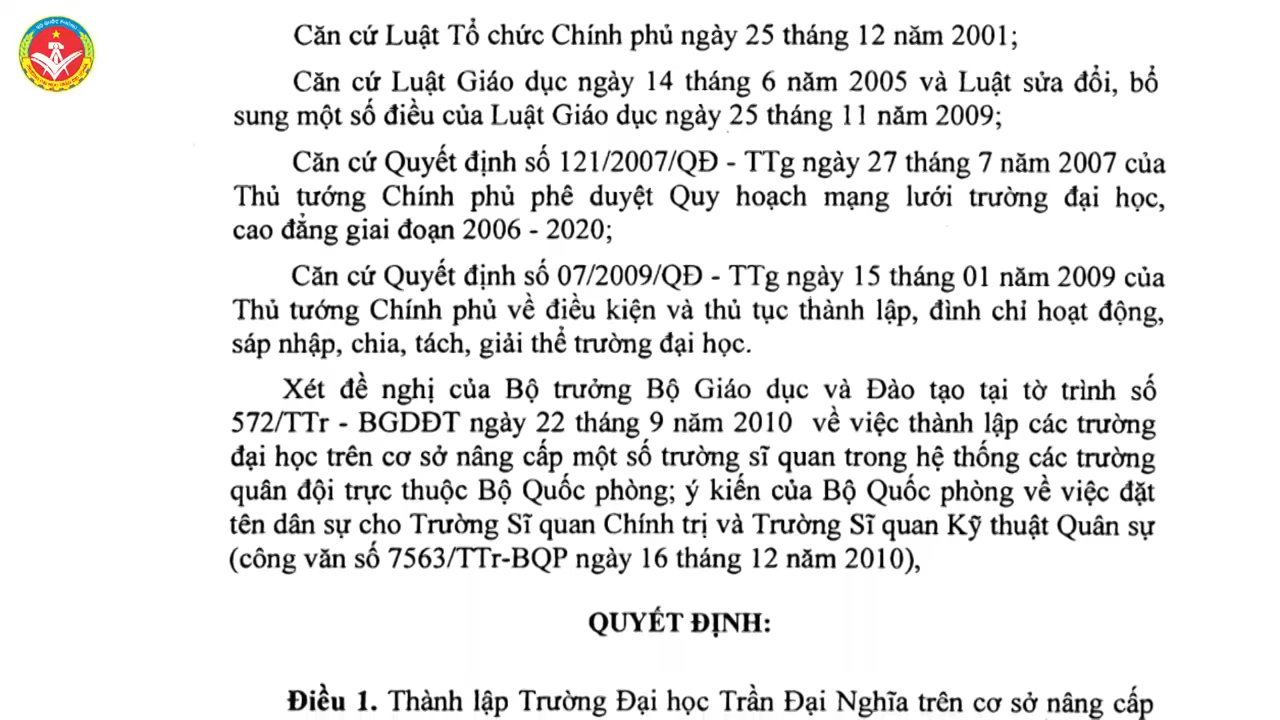 BỘ QUỐC PHÒNG
Căn cứ Luật Tổ chức Chính phủ ngày 25 tháng 12 năm 2001;
Căn cứ Luật Giáo dục ngày 14 tháng 6 năm 2005 và Luật sửa đổi, bổ
sung một số điều của Luật Giáo dục ngày 25 tháng 11 năm 2009;
Căn cứ Quyết định số 121/2007/QĐ - TTg ngày 27 tháng 7 năm 2007 của
Thủ tướng Chính phủ phê duyệt Quy hoạch mạng lưới trường đại học,
cao đẳng giai đoạn 2006 - 2020;
Căn cứ Quyết định số 07/2009/QĐ - TTg ngày 15 tháng 01 năm 2009 của
Thủ tướng Chính phủ về điều kiện và thủ tục thành lập, đình chỉ hoạt động,
sáp nhập, chia, tách, giải thể trường đại học.
Xét đề nghị của Bộ trưởng Bộ Giáo dục và Đào tạo tại tờ trình số
572/TTr - BGDĐT ngày 22 tháng 9 năm 2010 về việc thành lập các trường
đại học trên cơ sở nâng cấp một số trường sĩ quan trong hệ thống các trường
quân đội trực thuộc Bộ Quốc phòng; ý kiến của Bộ Quốc phòng về việc đặt
tên dân sự cho Trường Sĩ quan Chính trị và Trường Sĩ quan Kỹ thuật Quân sự
(công văn số 7563/TTr-BQP ngày 16 tháng 12 năm 2010),
QUYẾT ĐỊNH:
Điều 1. Thành lập Trường Đại học Trần Đại Nghĩa trên cơ sở nâng cấp